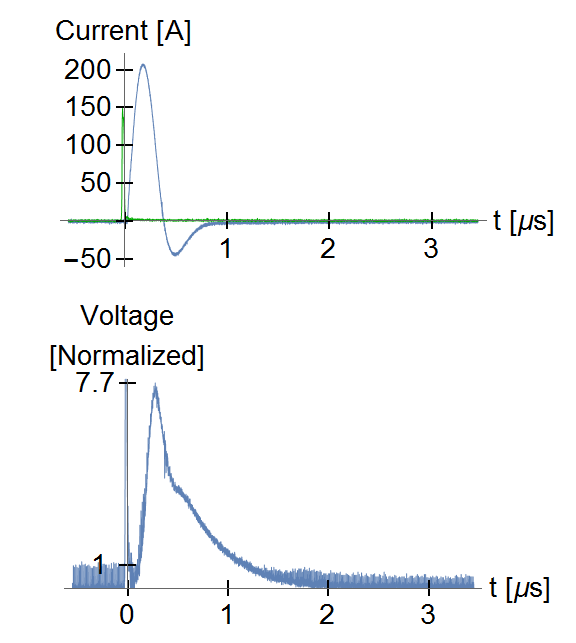 Current [A]
200
150
100
50
−50
1 2 3
t [µs]
Voltage
[Normalized]
7.7
1
0 1 2 3
t [µs]